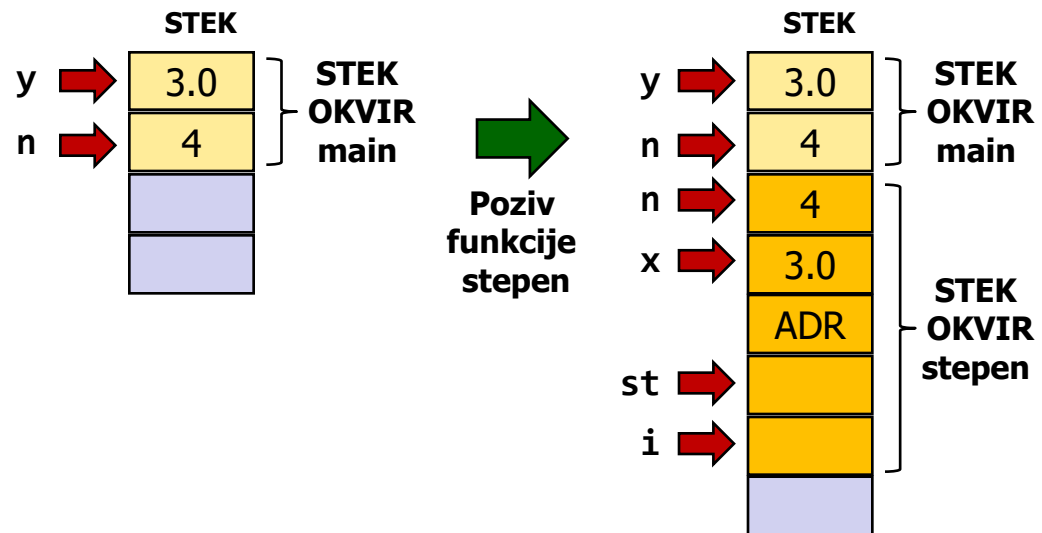 STEK
y
3.0
n
4
STEK
OKVIR
main
Poziv
funkcije
stepen
STEK
y
3.0
n
4
n
4
x
3.0
ADR
st
i
STEK
OKVIR
main
STEK
OKVIR
stepen